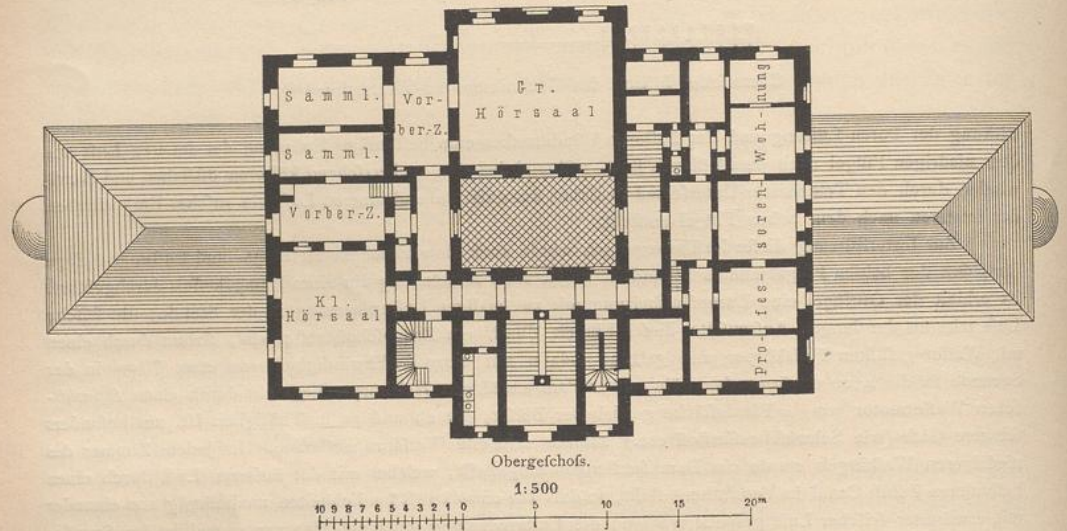 Samml.
Vor-
ber.-Z.
Gr.
Hörsaal
Samml.
Vorber.-Z.
Kl.
Hörsaal
Pro-fes-soren-Woh-nung
Obergeſchoſs.
1:500
10 9 8 7 6 5 4 3 2 1 0 5 10 15 20m